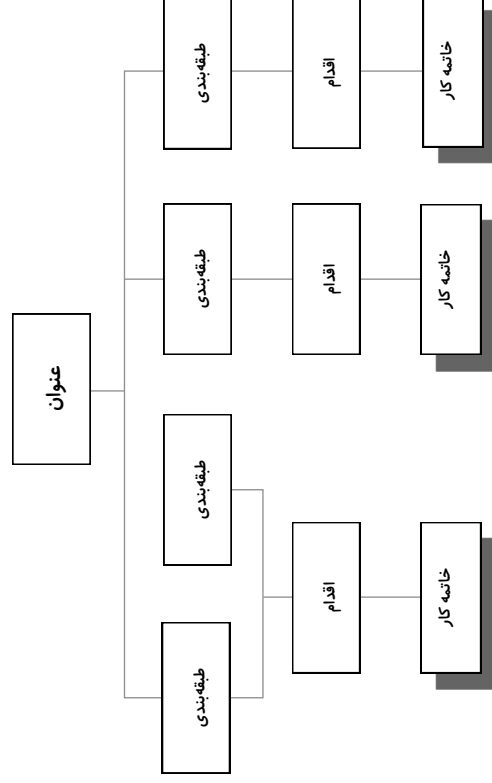 عنوان
طبقه‌بندی
طبقه‌بندی
طبقه‌بندی
طبقه‌بندی
اقدام
اقدام
اقدام
خاتمه کار
خاتمه کار
خاتمه کار